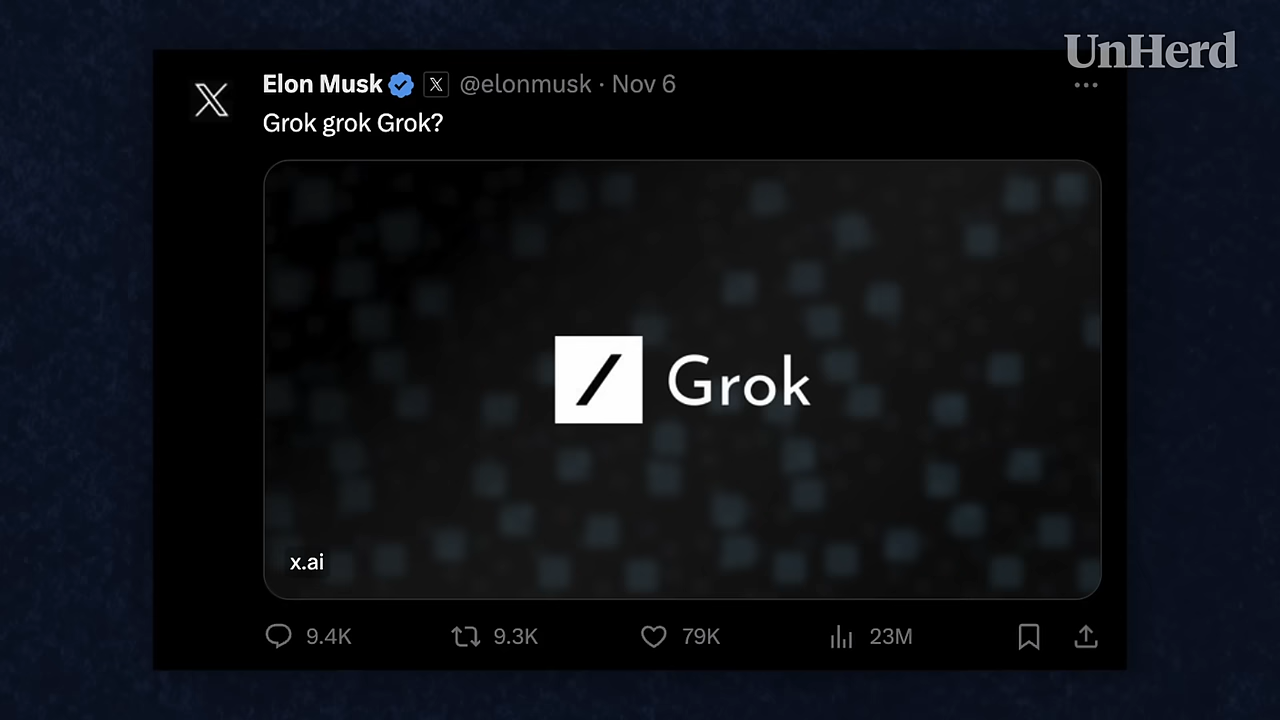 UnHerd
Elon Musk @elonmusk · Nov 6
Grok grok Grok?
Grok
x.ai
9.4K 9.3K 79K 23M